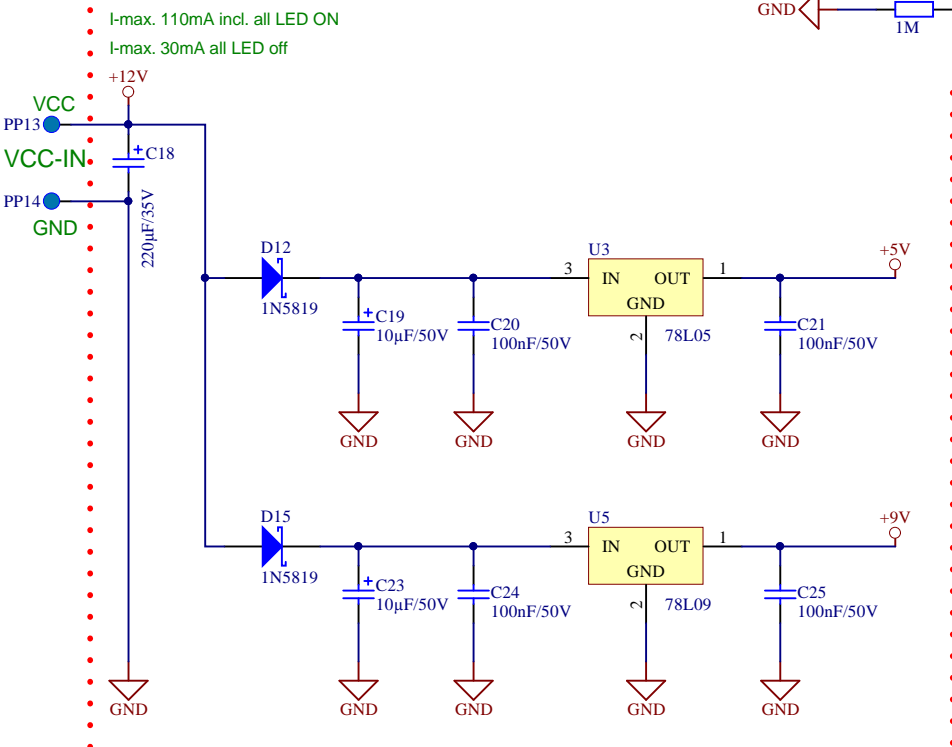 I-max. 110mA incl. all LED ON
GND
1M
I-max. 30mA all LED off
+12V
VCC
PP13
+
C18
VCC-IN
PP14
220µF/35V
GND
D12
U3
+5V
3
IN
OUT
1
1N5819
GND
+
C19
10µF/50V
C20
100nF/50V
2
78L05
C21
100nF/50V
GND
GND
GND
GND
D15
U5
+9V
3
IN
OUT
1
1N5819
GND
+
C23
10µF/50V
C24
100nF/50V
2
78L09
C25
100nF/50V
GND
GND
GND
GND
GND